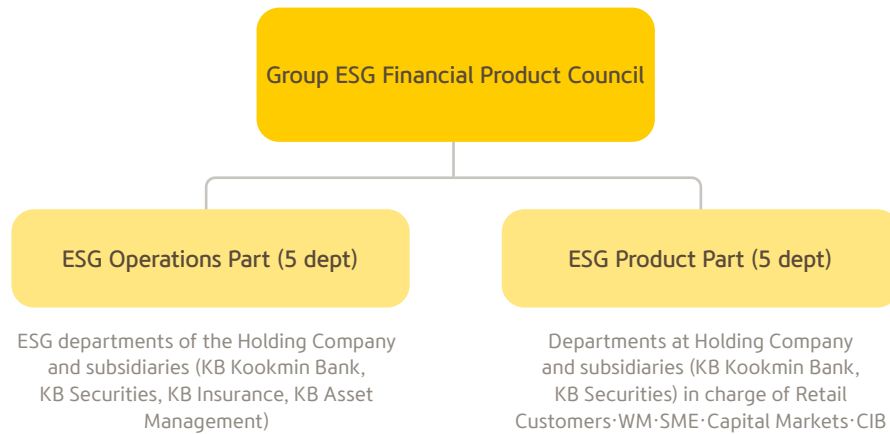 Group ESG Financial Product Council
ESG Operations Part (5 dept)
ESG Product Part (5 dept)
ESG departments of the Holding Company
and subsidiaries (KB Kookmin Bank,
KB Securities, KB Insurance, KB Asset
Management)
Departments at Holding Company
and subsidiaries (KB Kookmin Bank,
KB Securities) in charge of Retail
Customers·WM·SME·Capital Markets·CIB